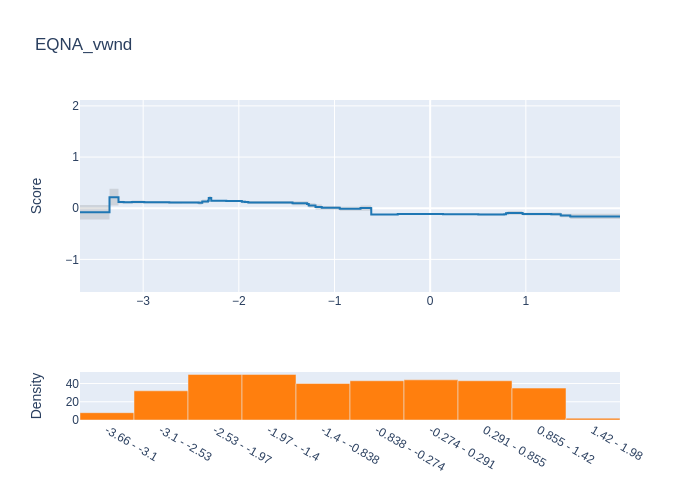 EQNA_vwnd
2
1
0
−1
Score
−3
−2
−1
0
1
40
20
0
Density
-3.66 - -3.1
-3.1 - -2.53
-2.53 - -1.97
-1.97 - -1.4
-1.4 - -0.838
-0.838 - -0.274
-0.274 - 0.291
0.291 - 0.855
0.855 - 1.42
1.42 - 1.98